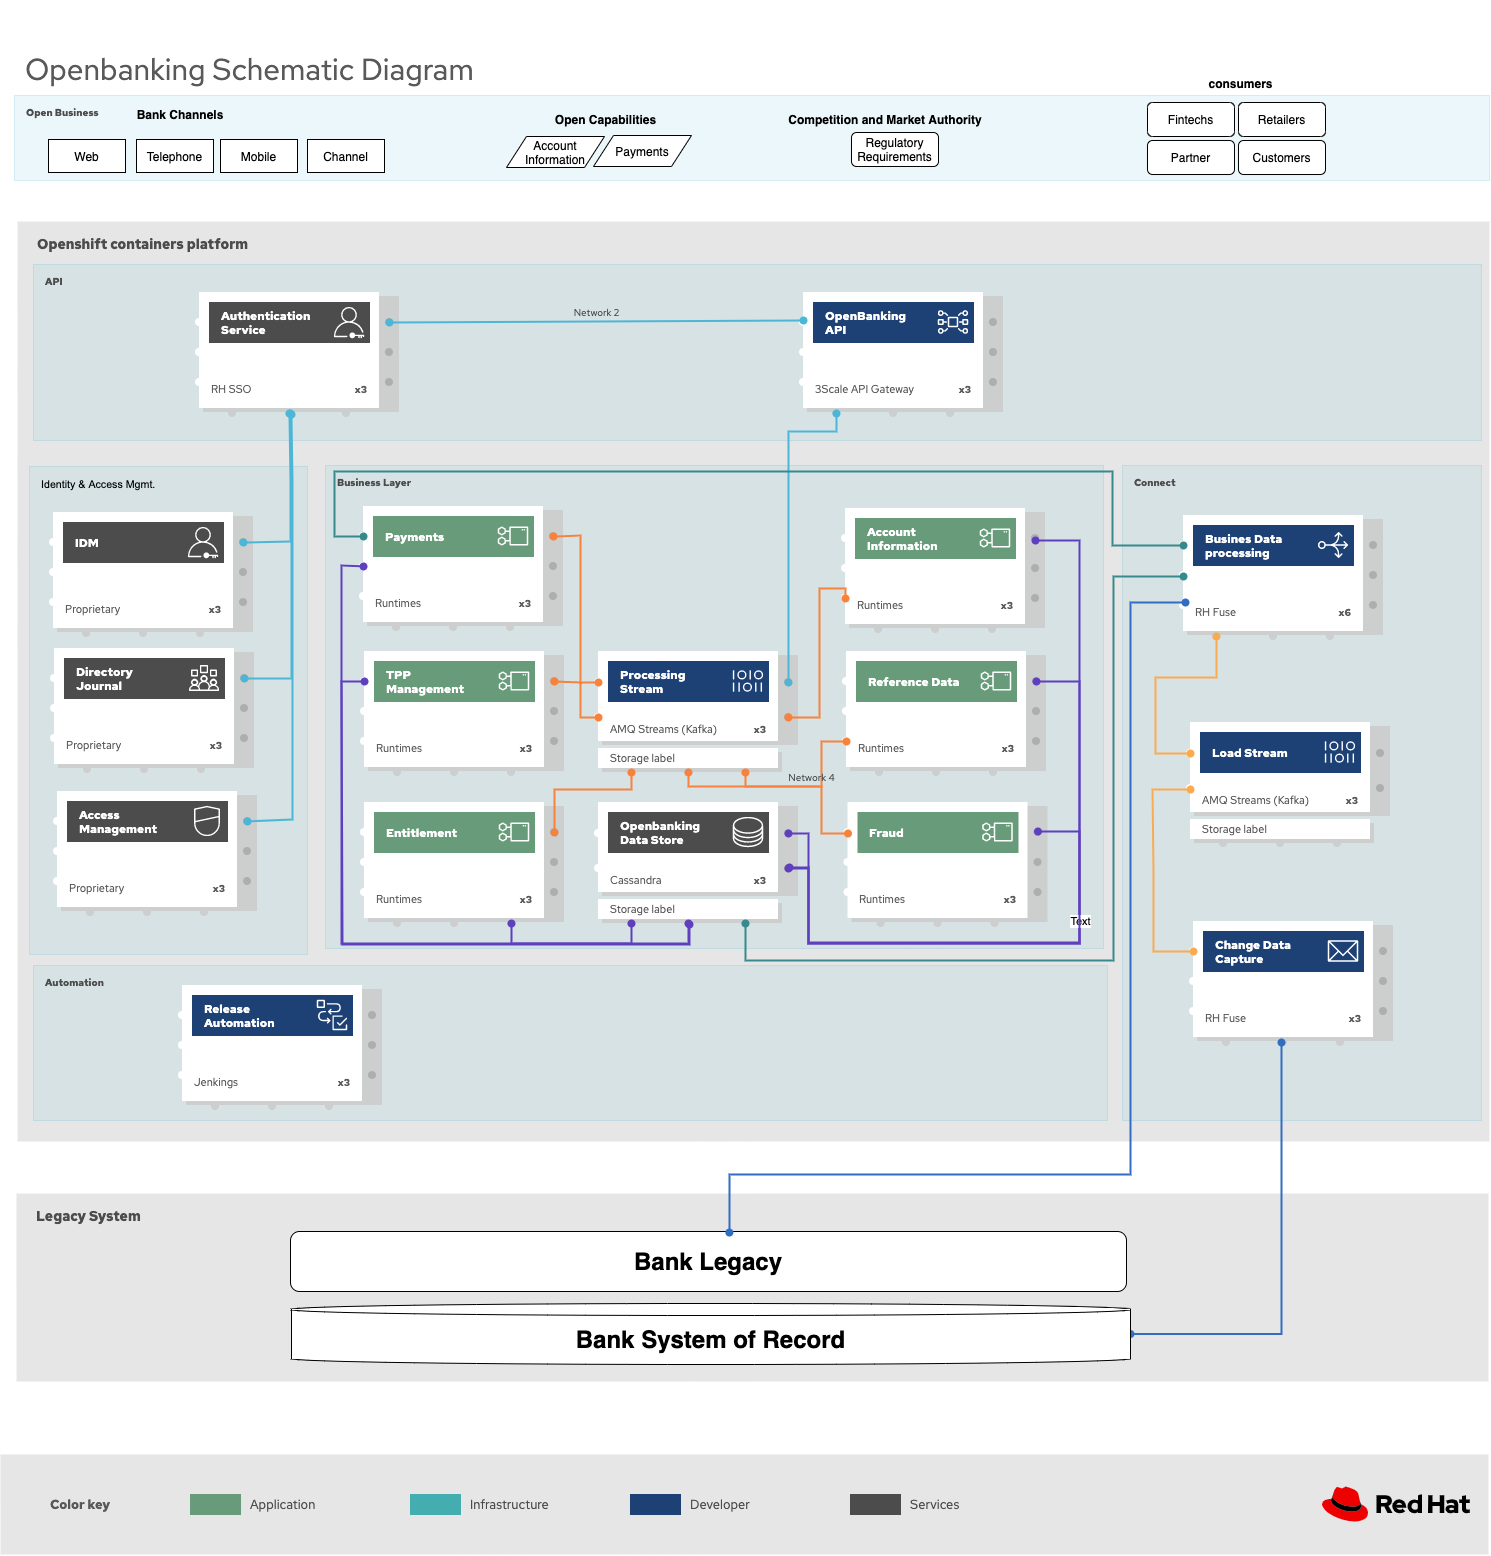 Openbanking Schematic Diagram
Open Business
Bank Channels
Web
Telephone
Mobile
Channel
Open Capabilities
Account
Information
Payments
Competition and Market Authority
Regulatory
Requirements
consumers
Fintechs
Retailers
Partner
Customers
Openshift containers platform
API
Authentication
Service
RH SSO
x3
Network 2
OpenBanking
API
3Scale API Gateway
x3
Identity & Access Mgmt.
IDM
Proprietary
x3
Directory
Journal
Proprietary
x3
Access
Management
Proprietary
x3
Business Layer
Payments
Runtimes
x3
TPP
Management
Runtimes
x3
Entitlement
Runtimes
x3
Processing
Stream
IOIO
IIOII
AMQ Streams (Kafka)
x3
Storage label
Network 4
Openbanking
Data Store
Cassandra
x3
Storage label
Account
Information
Runtimes
x3
Reference Data
Runtimes
x3
Fraud
Runtimes
x3
Text
Connect
Busines Data
processing
RH Fuse
x6
Load Stream
IOIO
IIOII
AMQ Streams (Kafka)
x3
Storage label
Change Data
Capture
RH Fuse
x3
Automation
Release
Automation
Jenkings
x3
Legacy System
Bank Legacy
Bank System of Record
Color key
Application
Infrastructure
Developer
Services
Red Hat